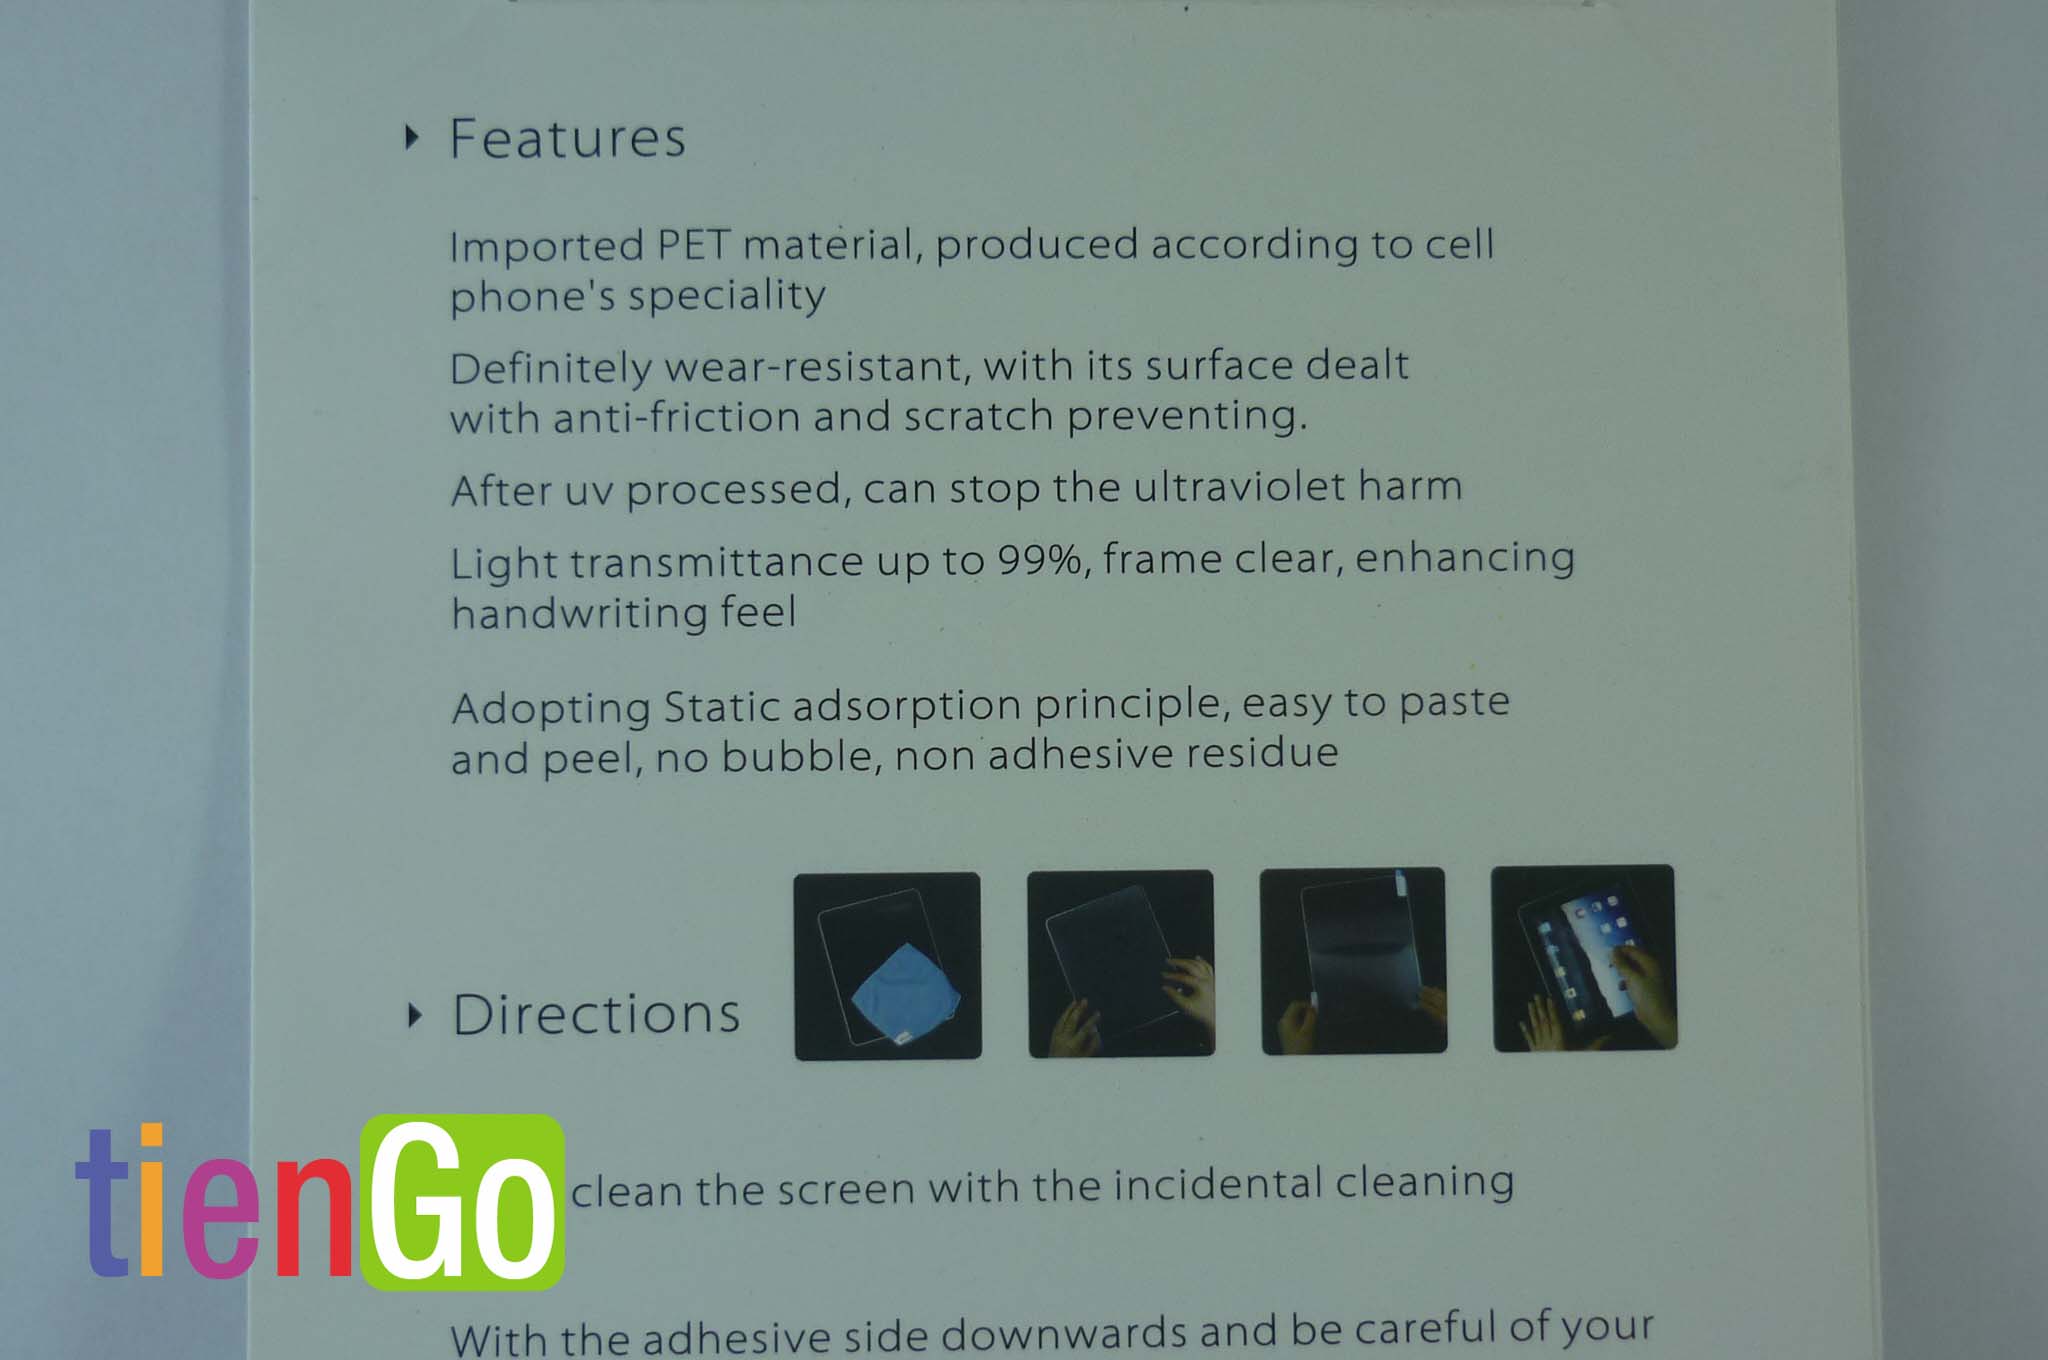 Features
Imported PET material, produced according to cell
phone's speciality
Definitely wear-resistant, with its surface dealt
with anti-friction and scratch preventing.
After uv processed, can stop the ultraviolet harm
Light transmittance up to 99%, frame clear, enhancing
handwriting feel
Adopting Static adsorption principle, easy to paste
and peel, no bubble, non adhesive residue
Directions
tienGo
clean the screen with the incidental cleaning
With the adhesive side downwards and be careful of your